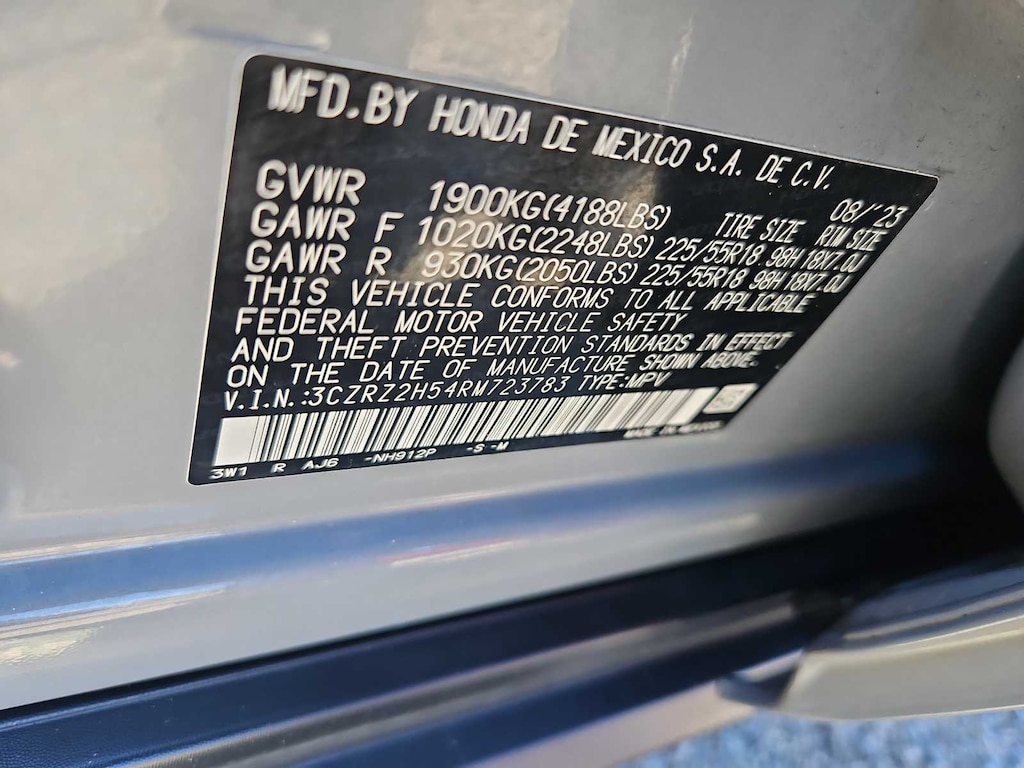 MFD.BY HONDA DE MEXICO S.A. DE C.V.
08/'23
GVWR 1900KG(4188LBS) TIRE SIZE RIM SIZE
GAWR F 1020KG(2248LBS) 225/55R18 98H 18X7.0J
GAWR R 930KG(2050LBS) 225/55R18 98H 18X7.0J
THIS VEHICLE CONFORMS TO ALL APPLICABLE
FEDERAL MOTOR VEHICLE SAFETY
AND THEFT PREVENTION STANDARDS IN EFFECT
ON THE DATE OF MANUFACTURE SHOWN ABOVE.
V.I.N.:3CZRZ2H54RM723783 TYPE:MPV
MADE IN MEXICO
3W1 R AJ6 -NH912P -S-M